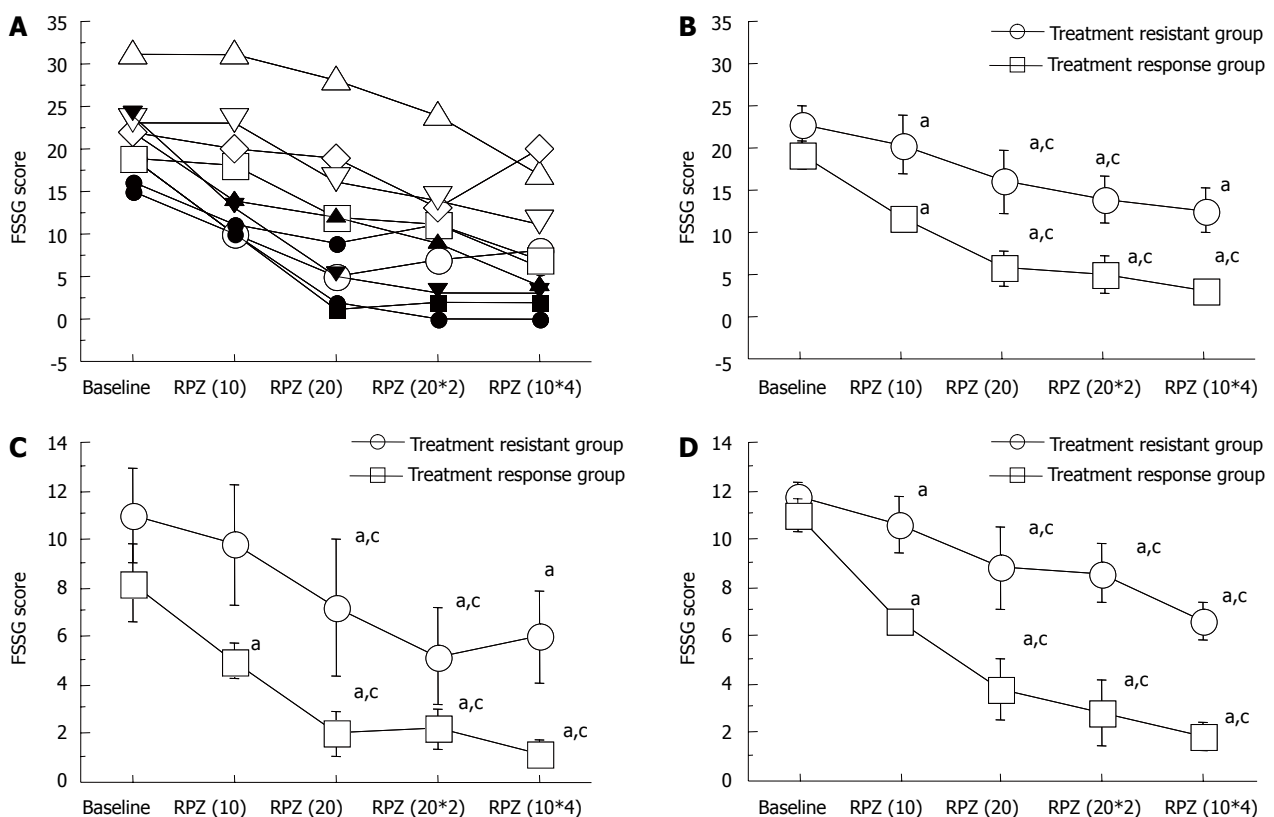 A
35
30
25
20
15
10
5
0
-5
FSSG score
Baseline RPZ (10) RPZ (20) RPZ (20*2) RPZ (10*4)
B
Treatment resistant group
Treatment response group
35
30
25
20
15
10
5
0
-5
FSSG score
a
a,c
a,c
a
a
a,c
a,c
a,c
Baseline RPZ (10) RPZ (20) RPZ (20*2) RPZ (10*4)
C
Treatment resistant group
Treatment response group
14
12
10
8
6
4
2
0
FSSG score
a,c
a,c
a
a
a,c
a,c
a,c
Baseline RPZ (10) RPZ (20) RPZ (20*2) RPZ (10*4)
D
Treatment resistant group
Treatment response group
14
12
10
8
6
4
2
0
FSSG score
a
a,c
a,c
a,c
a
a,c
a,c
a,c
Baseline RPZ (10) RPZ (20) RPZ (20*2) RPZ (10*4)